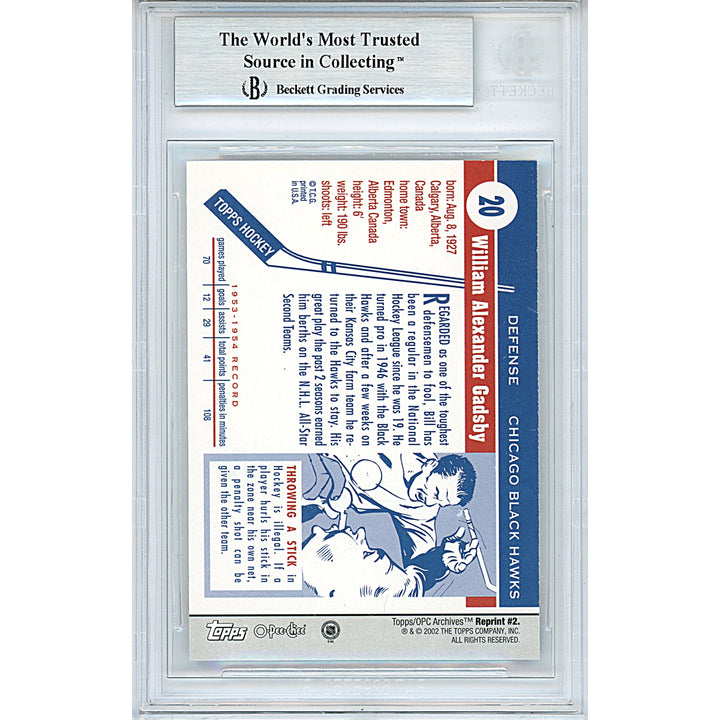 The World's Most Trusted
Source in Collecting™
Beckett Grading Services
20
William Alexander Gadsby
DEFENSE CHICAGO BLACK HAWKS
born: Aug. 8, 1927
Calgary, Alberta,
Canada
home town:
Edmonton,
Alberta Canada
height: 6'
weight: 190 lbs.
shoots: left
© T.C.G.
printed
in U.S.A.
TOPPS HOCKEY
REGARDED as one of the toughest
defensemen to fool, Bill has
been a regular in the National
Hockey League since he was 19. He
turned pro in 1946 with the Black
Hawks and after a few weeks on
their Kansas City farm team he re-
turned to the Hawks to stay. His
great play the past 2 seasons earned
him berths on the N.H.L. All-Star
Second Teams.
1953-1954 RECORD
games played goals assists total points penalties in minutes
70 12 29 41 108
THROWING A STICK in
Hockey is illegal. If a
player hurls his stick in
the zone near his own net,
a penalty shot can be
given the other team.
Topps O-Pee-Chee NHL
Topps/OPC Archives™ Reprint #2.
® & © 2002 THE TOPPS COMPANY, INC.
ALL RIGHTS RESERVED.